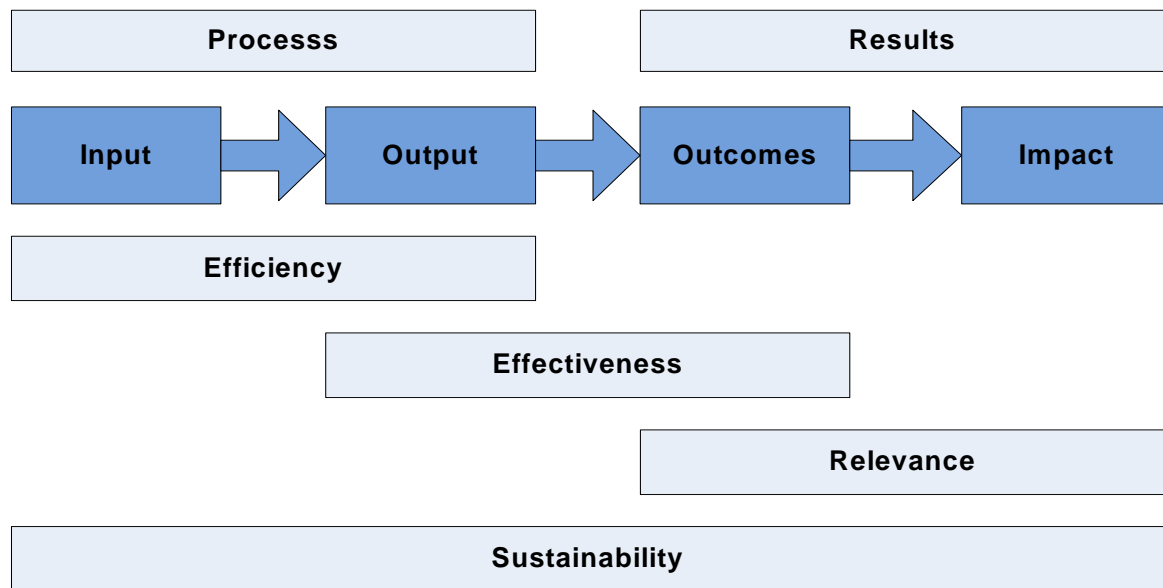 Processs
Results
Input
Output
Outcomes
Impact
Efficiency
Effectiveness
Relevance
Sustainability